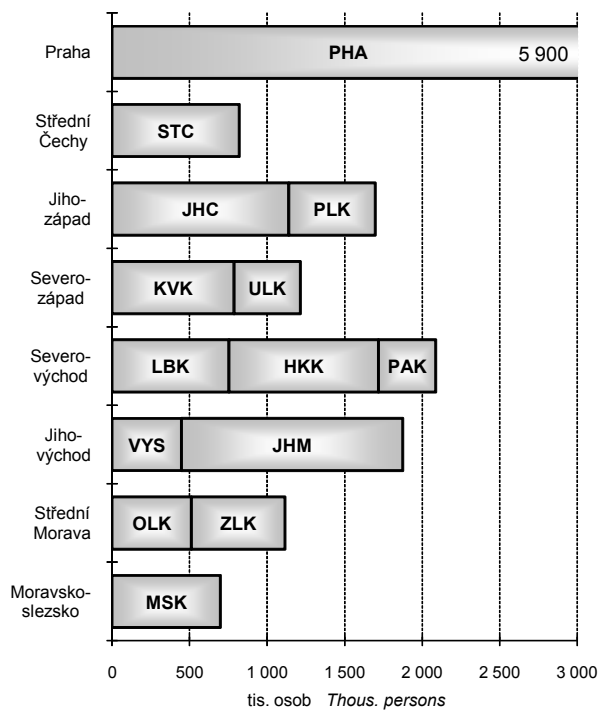 Praha
PHA
5 900
Střední
Čechy
STC
Jiho-
západ
JHC PLK
Severo-
západ
KVK ULK
Severo-
východ
LBK HKK PAK
Jiho-
východ
VYS JHM
Střední
Morava
OLK ZLK
Moravsko-
slezsko
MSK
0 500 1 000 1 500 2 000 2 500 3 000
tis. osob Thous. persons